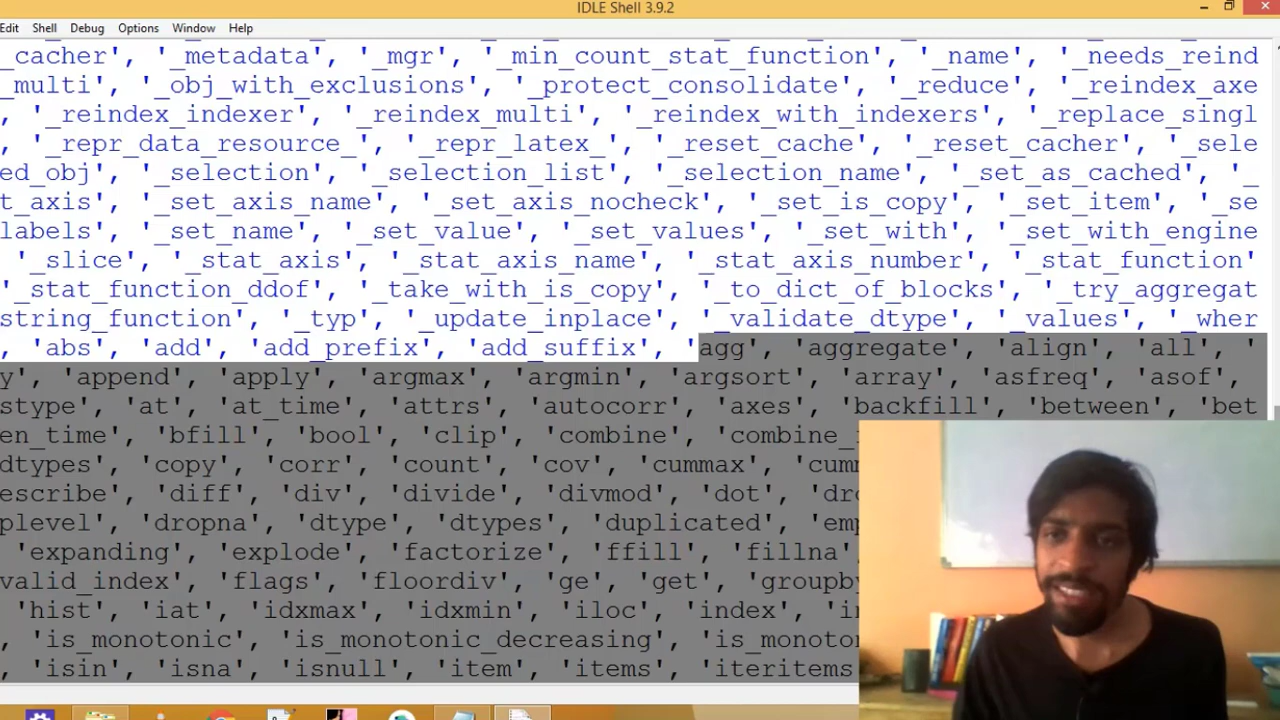 IDLE Shell 3.9.2
Edit Shell Debug Options Window Help
_cacher', '_metadata', '_mgr', '_min_count_stat_function', '_name', '_needs_reind
_multi', '_obj_with_exclusions', '_protect_consolidate', '_reduce', '_reindex_axe
, '_reindex_indexer', '_reindex_multi', '_reindex_with_indexers', '_replace_singl
, '_repr_data_resource_', '_repr_latex_', '_reset_cache', '_reset_cacher', '_sele
ed_obj', '_selection', '_selection_list', '_selection_name', '_set_as_cached', '_
t_axis', '_set_axis_name', '_set_axis_nocheck', '_set_is_copy', '_set_item', '_se
labels', '_set_name', '_set_value', '_set_values', '_set_with', '_set_with_engine
'_slice', '_stat_axis', '_stat_axis_name', '_stat_axis_number', '_stat_function'
'_stat_function_ddof', '_take_with_is_copy', '_to_dict_of_blocks', '_try_aggregat
string_function', '_typ', '_update_inplace', '_validate_dtype', '_values', '_wher
, 'abs', 'add', 'add_prefix', 'add_suffix', 'agg', 'aggregate', 'align', 'all', '
y', 'append', 'apply', 'argmax', 'argmin', 'argsort', 'array', 'asfreq', 'asof',
stype', 'at', 'at_time', 'attrs', 'autocorr', 'axes', 'backfill', 'between', 'bet
en_time', 'bfill', 'bool', 'clip', 'combine', 'combine_
dtypes', 'copy', 'corr', 'count', 'cov', 'cummax', 'cumm
escribe', 'diff', 'div', 'divide', 'divmod', 'dot', 'dro
plevel', 'dropna', 'dtype', 'dtypes', 'duplicated', 'emp
'expanding', 'explode', 'factorize', 'ffill', 'fillna'
valid_index', 'flags', 'floordiv', 'ge', 'get', 'groupby
'hist', 'iat', 'idxmax', 'idxmin', 'iloc', 'index', 'i
, 'is_monotonic', 'is_monotonic_decreasing', 'is_monoto
, 'isin', 'isna', 'isnull', 'item', 'items', 'iteritems